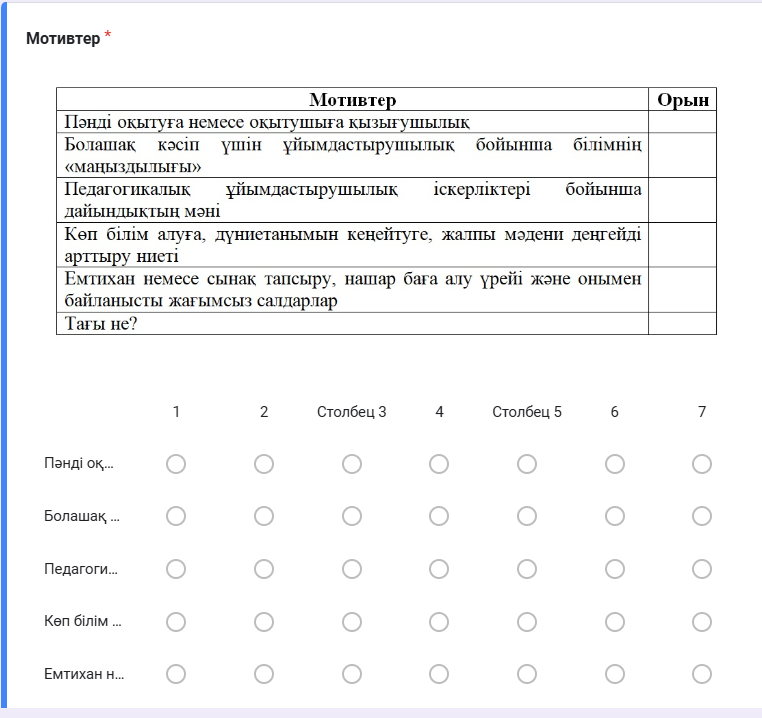 Мотивтер *
Мотивтер Орын
Пәнді оқытуға немесе оқытушыға қызығушылық
Болашақ кәсіп үшін ұйымдастырушылық бойынша білімнің
«маңыздылығы»
Педагогикалық ұйымдастырушылық іскерліктері бойынша
дайындықтың мәні
Көп білім алуға, дүниетанымын кеңейтуге, жалпы мәдени деңгейді
арттыру ниеті
Емтихан немесе сынақ тапсыру, нашар баға алу үрейі және онымен
байланысты жағымсыз салдарлар
Тағы не?
1 2 Столбец 3 4 Столбец 5 6 7
Пәнді оқ...
Болашақ ...
Педагоги...
Көп білім ...
Емтихан н...